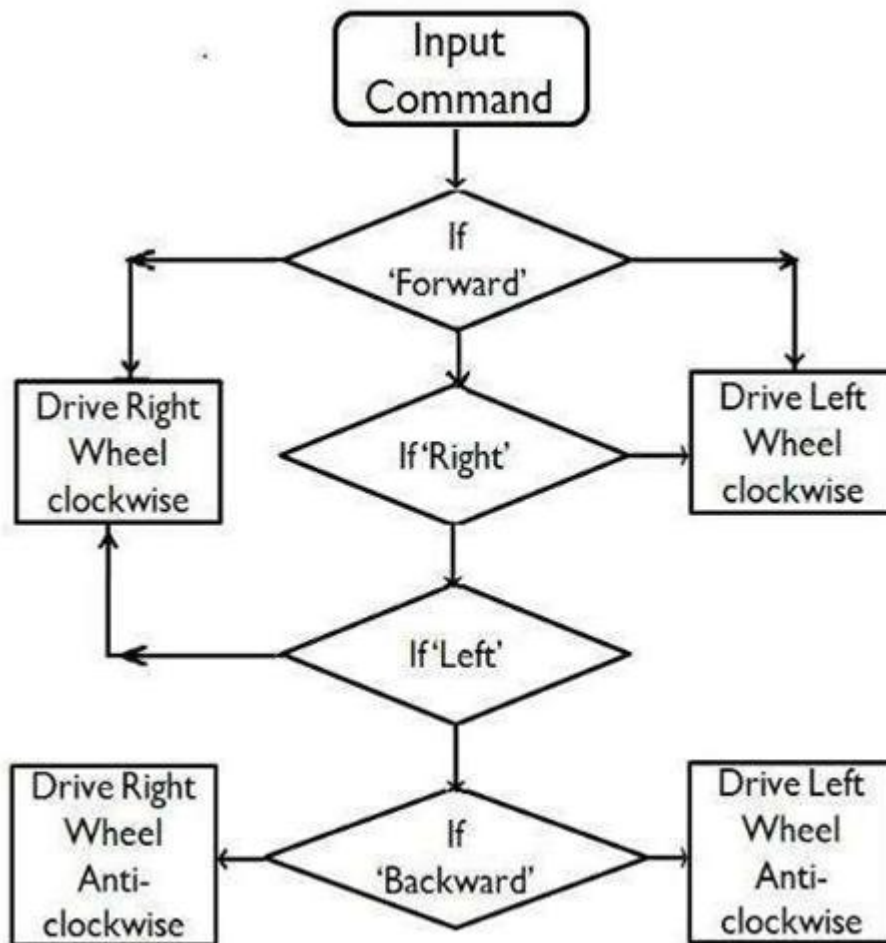 Input
Command
If
‘Forward’
Drive Right
Wheel
clockwise
If ‘Right’
Drive Left
Wheel
clockwise
If ‘Left’
Drive Right
Wheel
Anti-
clockwise
If
‘Backward’
Drive Left
Wheel
Anti-
clockwise